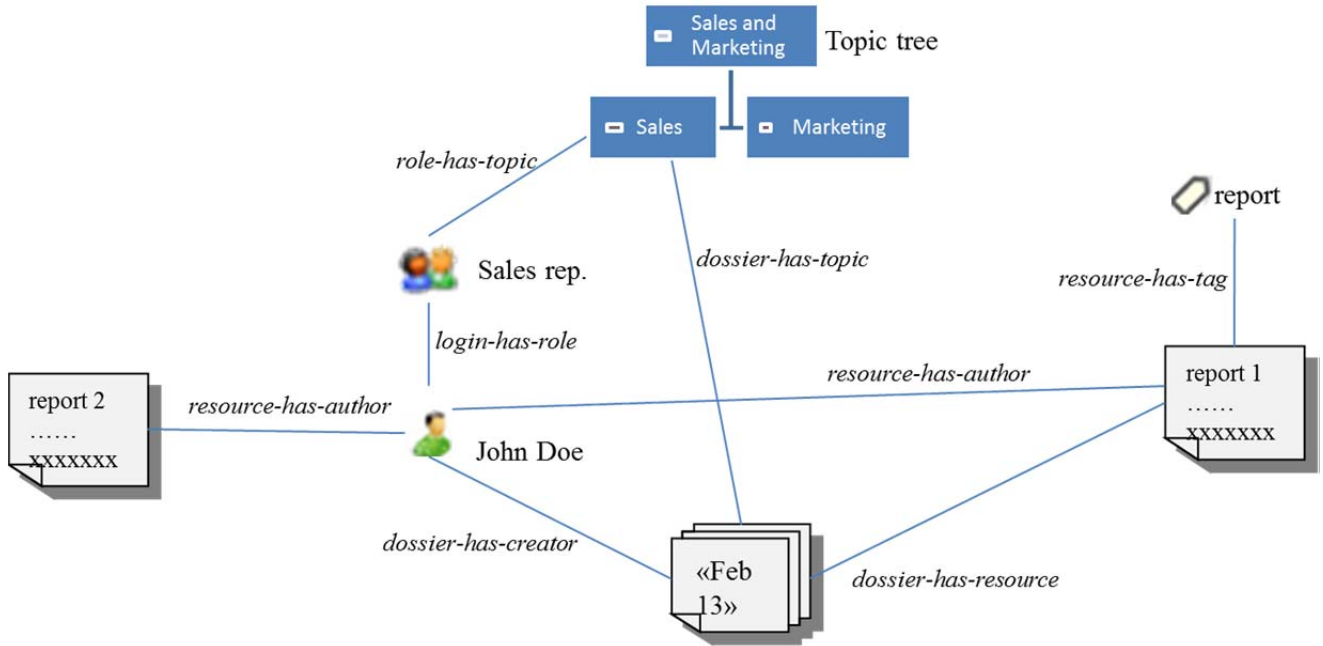 Sales and
Marketing
Topic tree
Sales
Marketing
role-has-topic
report
Sales rep.
dossier-has-topic
resource-has-tag
login-has-role
resource-has-author
report 1
......
xxxxxxx
report 2
......
xxxxxxx
resource-has-author
John Doe
dossier-has-creator
«Feb
13»
dossier-has-resource